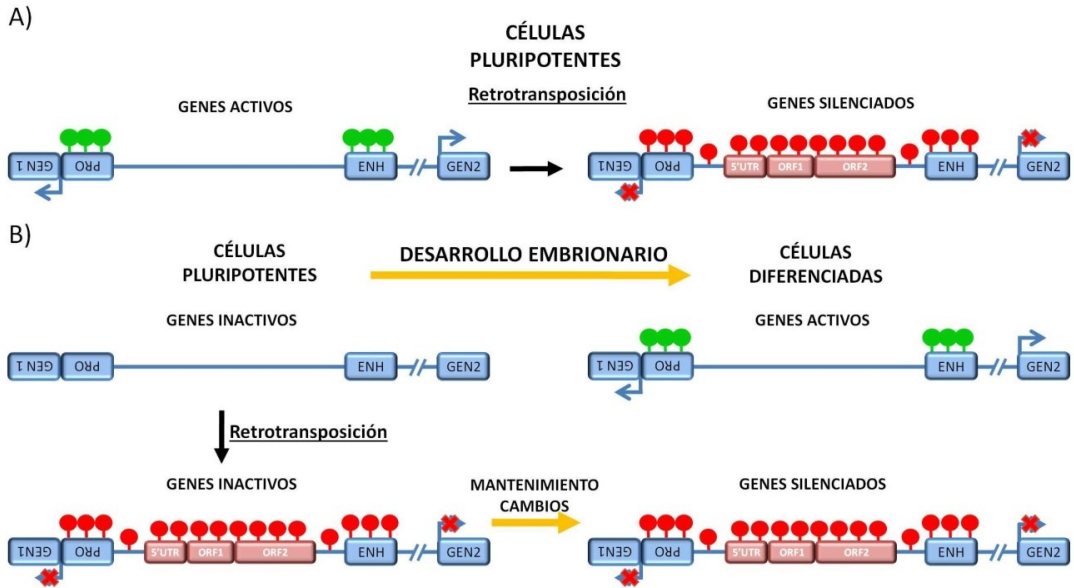 A)
CÉLULAS
PLURIPOTENTES
Retrotransposición
GENES ACTIVOS
GENES SILENCIADOS
GEN 1 PRO ENH GEN2
GEN1 PRO 5'UTR ORF1 ORF2 ENH GEN2
B)
CÉLULAS
PLURIPOTENTES
DESARROLLO EMBRIONARIO
CÉLULAS
DIFERENCIADAS
GENES INACTIVOS
GENES ACTIVOS
GEN 1 PRO ENH GEN2
GEN 1 PRO ENH GEN2
Retrotransposición
GENES INACTIVOS
MANTENIMIENTO
CAMBIOS
GENES SILENCIADOS
GEN1 PRO 5'UTR ORF1 ORF2 ENH GEN2
GEN1 PRO 5'UTR ORF1 ORF2 ENH GEN2